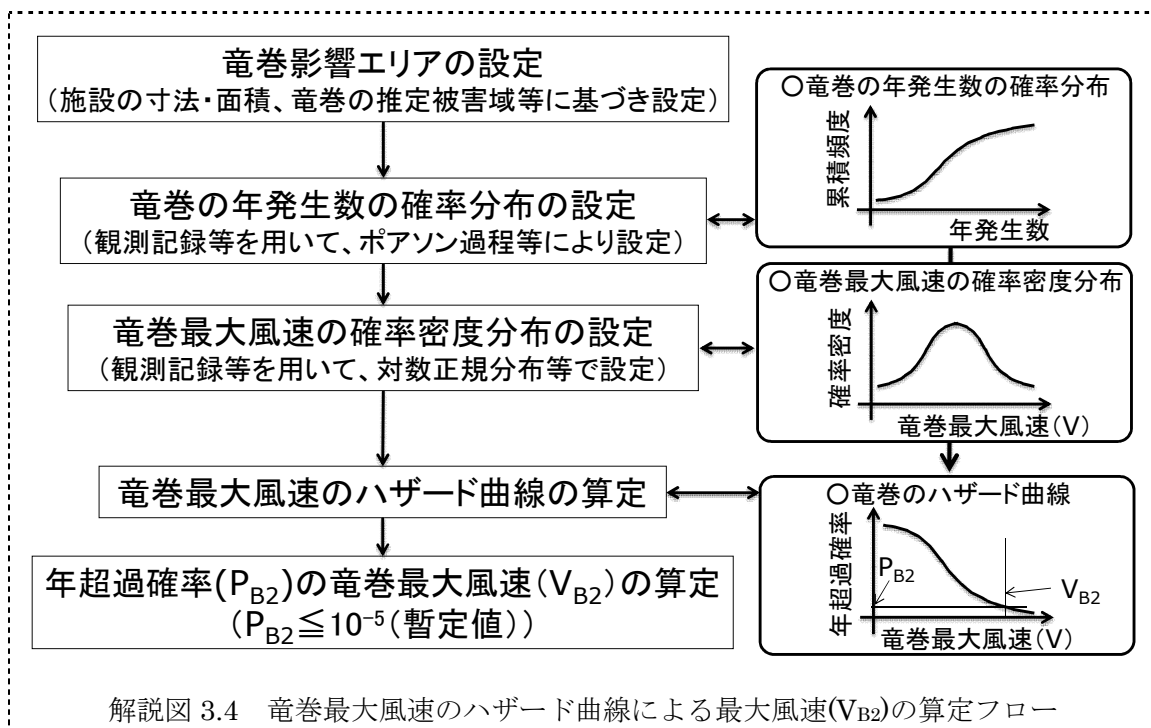 竜巻影響エリアの設定
(施設の寸法・面積、竜巻の推定被害域等に基づき設定)
竜巻の年発生数の確率分布の設定
(観測記録等を用いて、ポアソン過程等により設定)
竜巻最大風速の確率密度分布の設定
(観測記録等を用いて、対数正規分布等で設定)
竜巻最大風速のハザード曲線の算定
年超過確率(PB2)の竜巻最大風速(VB2)の算定
(PB2≦10⁻⁵(暫定値))
○竜巻の年発生数の確率分布
累積頻度
年発生数
○竜巻最大風速の確率密度分布
確率密度
竜巻最大風速(V)
○竜巻のハザード曲線
年超過確率
PB2
VB2
竜巻最大風速(V)
解説図 3.4 竜巻最大風速のハザード曲線による最大風速(VB2)の算定フロー